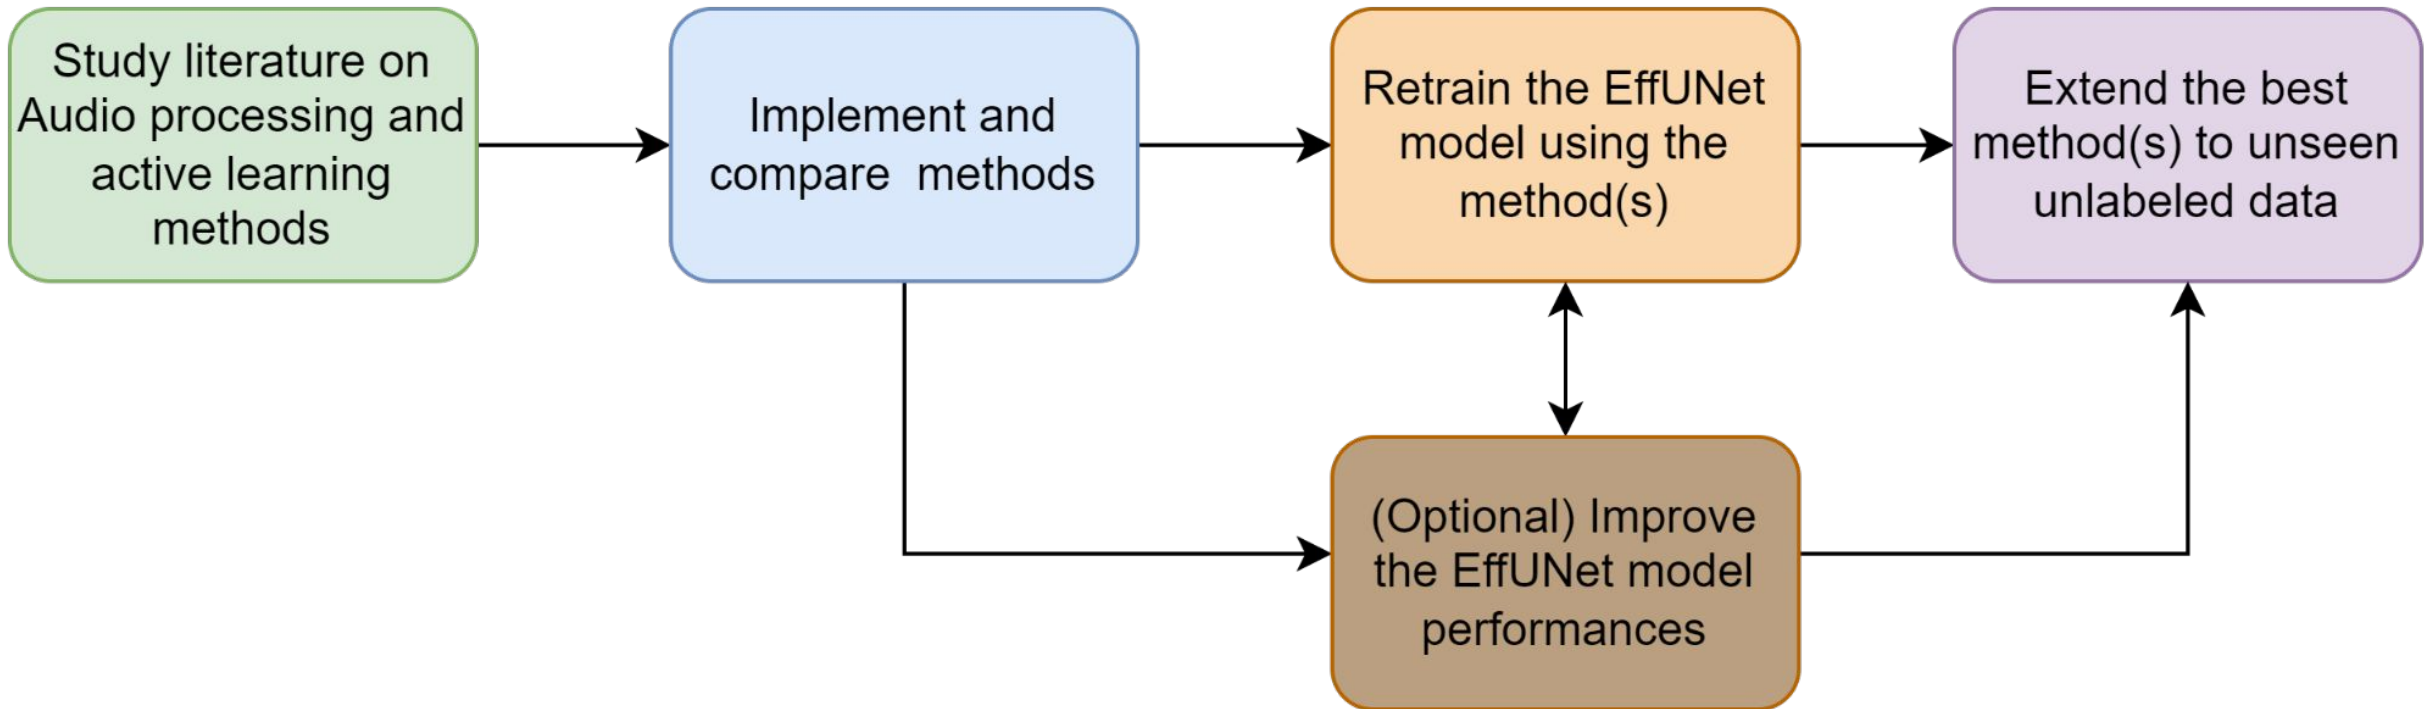 Study literature on
Audio processing and
active learning
methods
Implement and
compare  methods
Retrain the EffUNet
model using the
method(s)
Extend the best
method(s) to unseen
unlabeled data
(Optional) Improve
the EffUNet model
performances